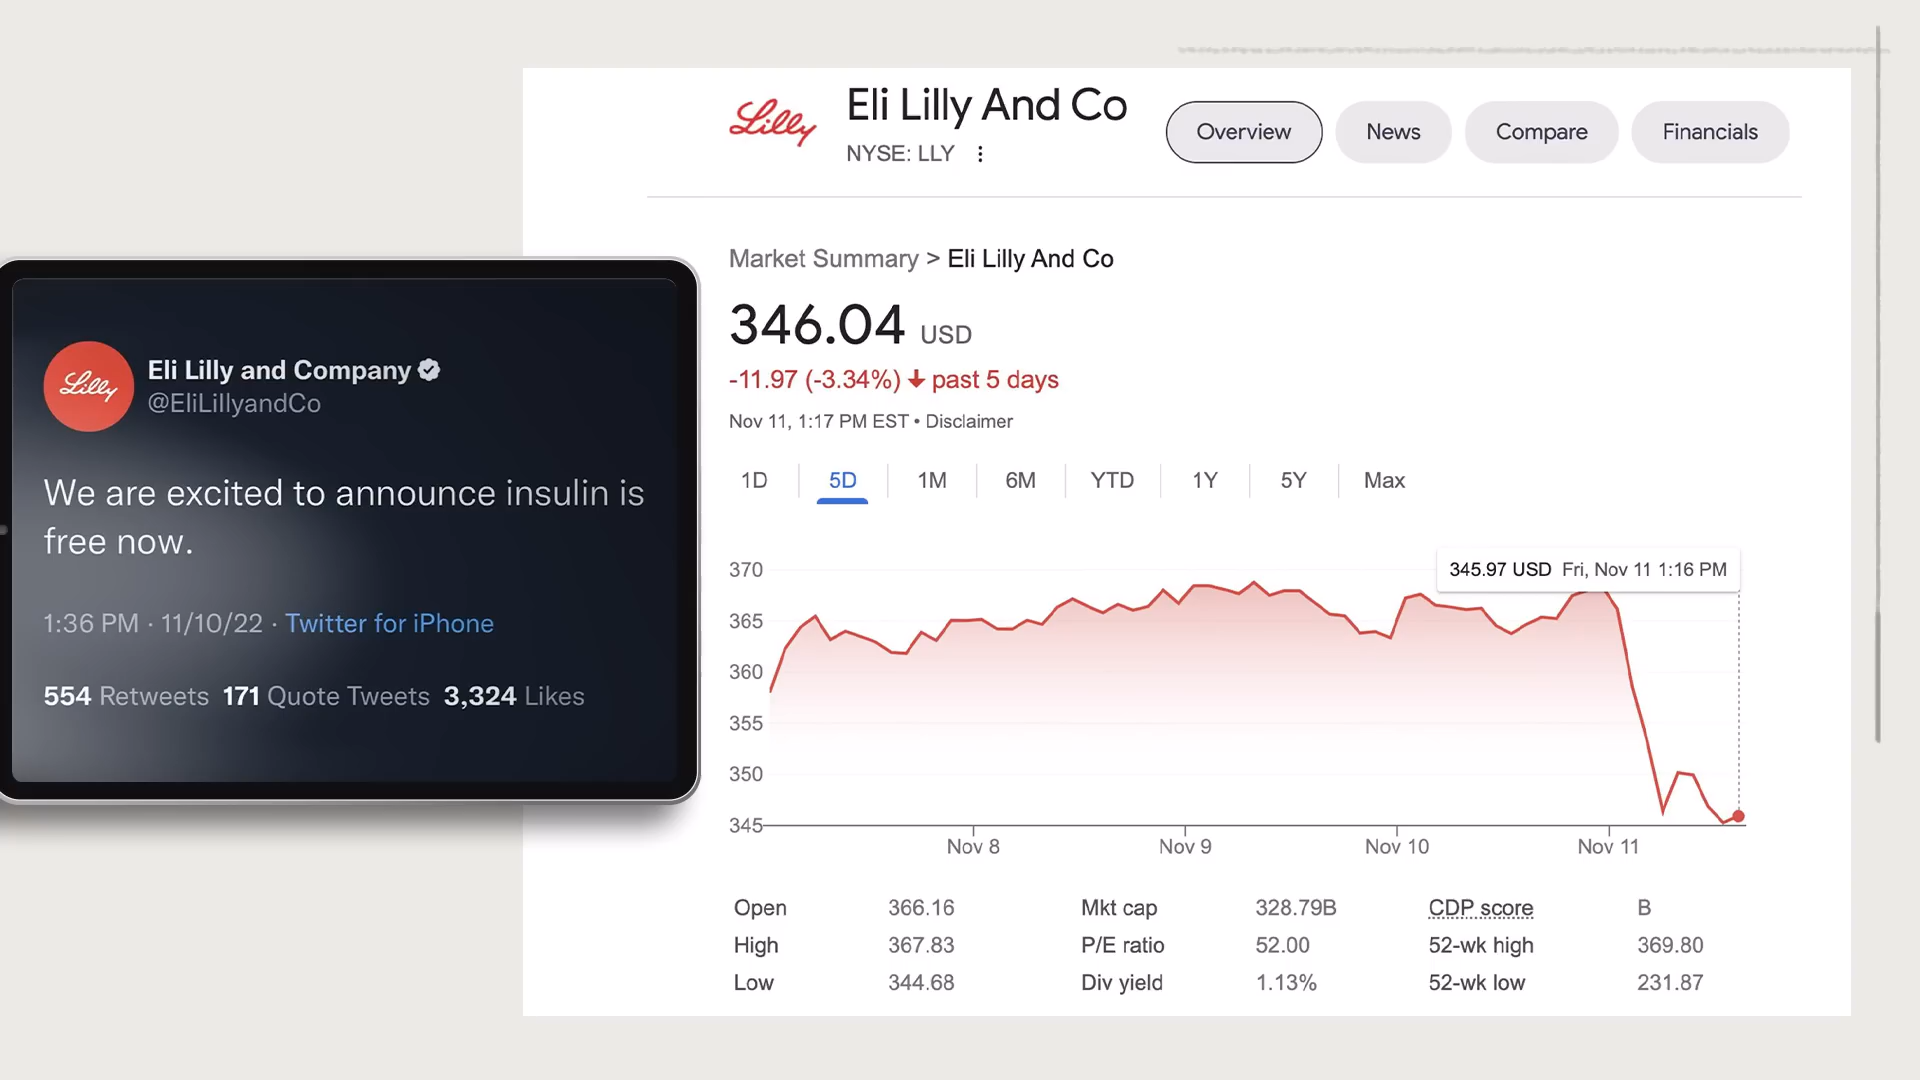 Lilly
Eli Lilly And Co
NYSE: LLY
Overview
News
Compare
Financials
Market Summary > Eli Lilly And Co
346.04 USD
-11.97 (-3.34%) ↓ past 5 days
Nov 11, 1:17 PM EST • Disclaimer
1D 5D 1M 6M YTD 1Y 5Y Max
345.97 USD Fri, Nov 11 1:16 PM
370
365
360
355
350
345
Nov 8 Nov 9 Nov 10 Nov 11
Open 366.16 Mkt cap 328.79B CDP score B
High 367.83 P/E ratio 52.00 52-wk high 369.80
Low 344.68 Div yield 1.13% 52-wk low 231.87
Lilly
Eli Lilly and Company
@EliLillyandCo
We are excited to announce insulin is
free now.
1:36 PM · 11/10/22 · Twitter for iPhone
554 Retweets 171 Quote Tweets 3,324 Likes